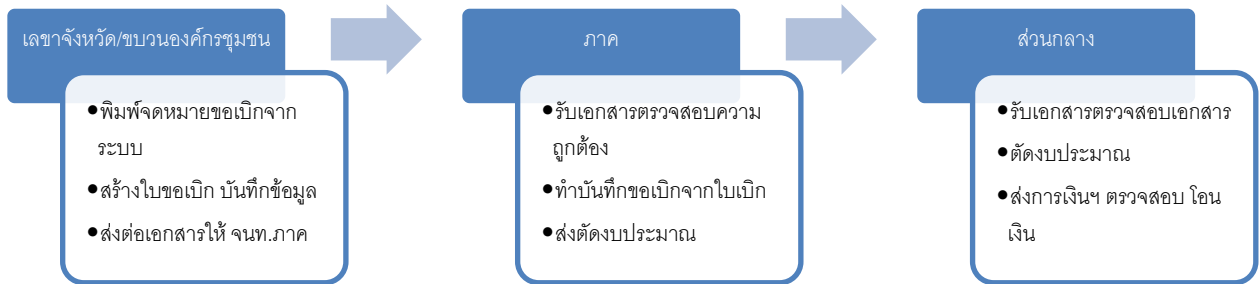 เลขาจังหวัด/ขบวนองค์กรชุมชน
•พิมพ์จดหมายขอเบิกจาก
ระบบ
•สร้างใบขอเบิก บันทึกข้อมูล
•ส่งต่อเอกสารให้ จนท.ภาค
ภาค
•รับเอกสารตรวจสอบความ
ถูกต้อง
•ทำบันทึกขอเบิกจากใบเบิก
•ส่งตัดงบประมาณ
ส่วนกลาง
•รับเอกสารตรวจสอบเอกสาร
•ตัดงบประมาณ
•ส่งการเงินฯ ตรวจสอบ โอน
เงิน